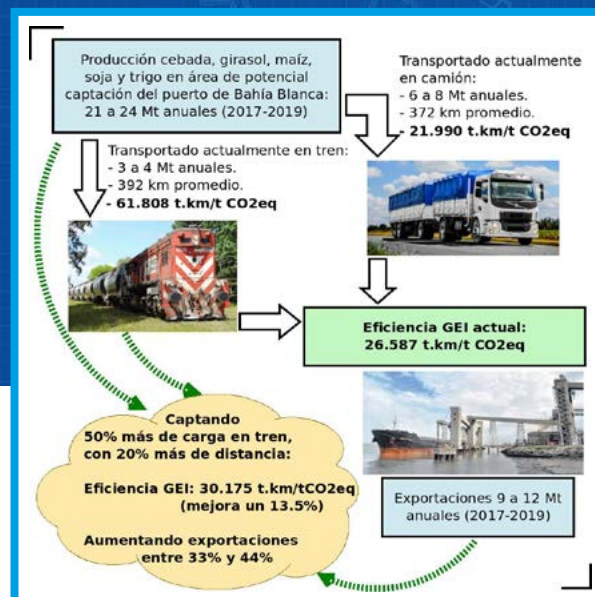 Producción cebada, girasol, maíz,
soja y trigo en área de potencial
captación del puerto de Bahía Blanca:
21 a 24 Mt anuales (2017-2019)
Transportado actualmente
en camión:
- 6 a 8 Mt anuales.
- 372 km promedio.
- 21.990 t.km/t CO2eq
Transportado actualmente en tren:
- 3 a 4 Mt anuales.
- 392 km promedio.
- 61.808 t.km/t CO2eq
Eficiencia GEI actual:
26.587 t.km/t CO2eq
Captando
50% más de carga en tren,
con 20% más de distancia:
Eficiencia GEI: 30.175 t.km/tCO2eq
(mejora un 13.5%)
Aumentando exportaciones
entre 33% y 44%
Exportaciones 9 a 12 Mt
anuales (2017-2019)